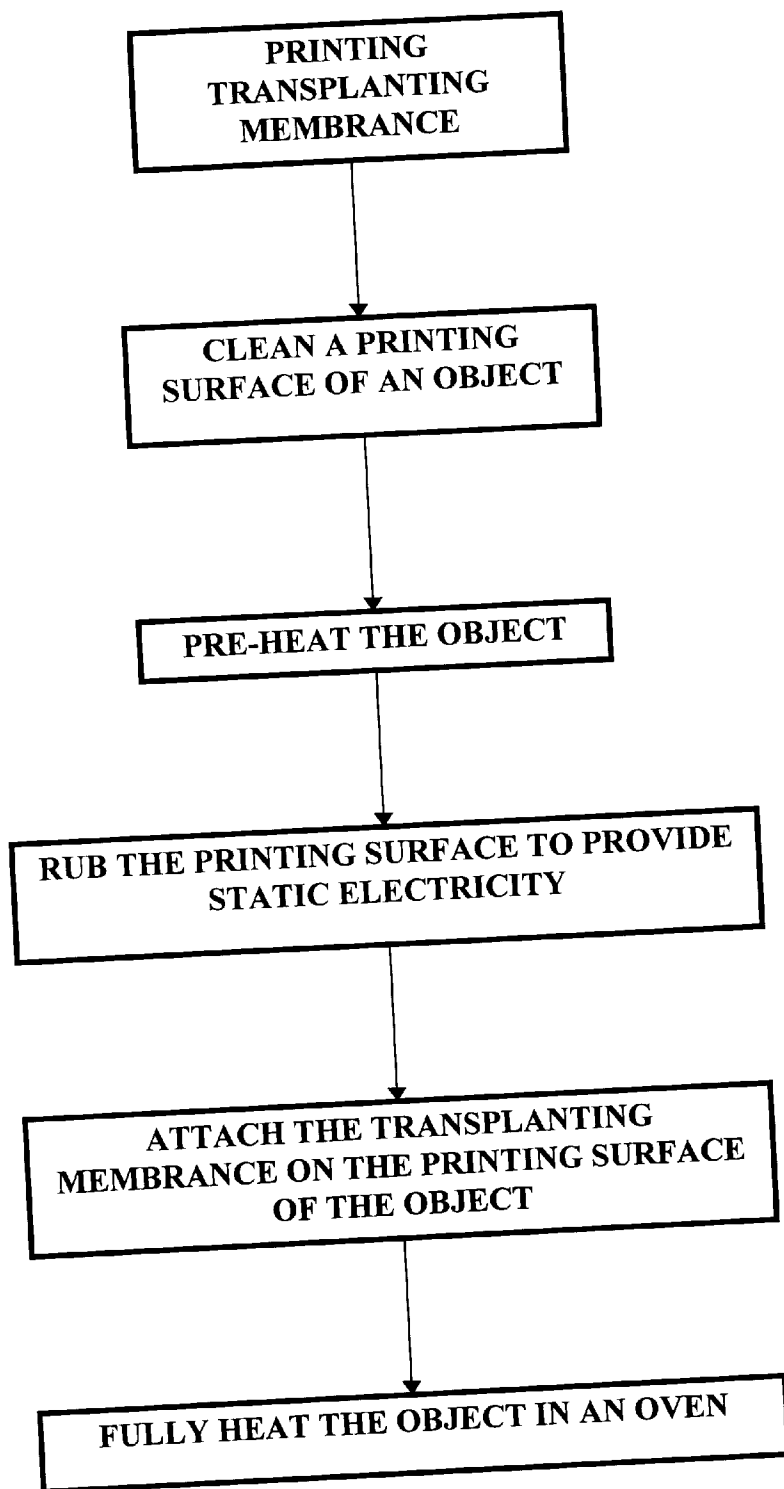 PRINTING
TRANSPLANTING
MEMBRANCE
CLEAN A PRINTING
SURFACE OF AN OBJECT
PRE-HEAT THE OBJECT
RUB THE PRINTING SURFACE TO PROVIDE
STATIC ELECTRICITY
ATTACH THE TRANSPLANTING
MEMBRANCE ON THE PRINTING SURFACE
OF THE OBJECT
FULLY HEAT THE OBJECT IN AN OVEN